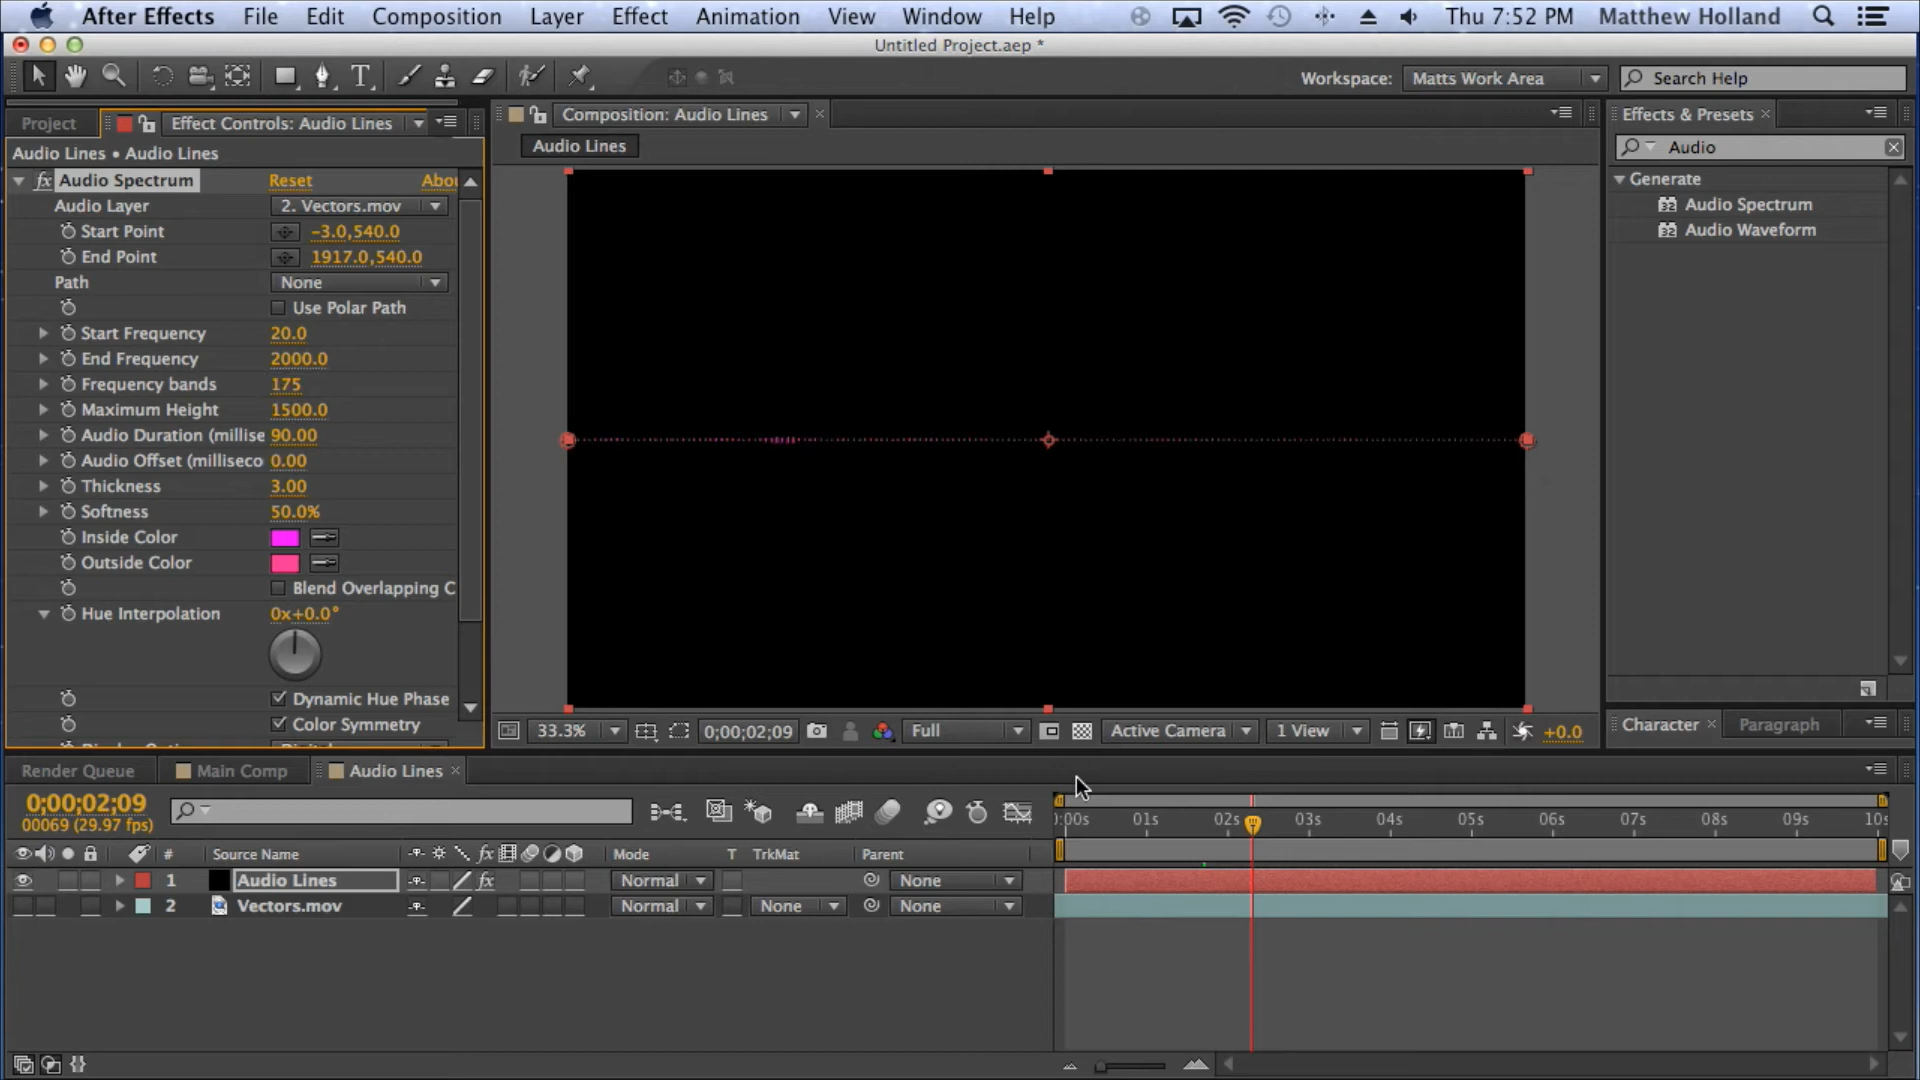 After Effects File Edit Composition Layer Effect Animation View Window Help Thu 7:52 PM Matthew Holland
Untitled Project.aep *
Workspace: Matts Work Area Search Help
Project Effect Controls: Audio Lines
Audio Lines • Audio Lines
Audio Spectrum Reset Abou
Audio Layer 2. Vectors.mov
Start Point -3.0,540.0
End Point 1917.0,540.0
Path None
Use Polar Path
Start Frequency 20.0
End Frequency 2000.0
Frequency bands 175
Maximum Height 1500.0
Audio Duration (millise 90.00
Audio Offset (milliseco 0.00
Thickness 3.00
Softness 50.0%
Inside Color
Outside Color
Blend Overlapping C
Hue Interpolation 0x+0.0°
Dynamic Hue Phase
Color Symmetry
Composition: Audio Lines
Audio Lines
33.3% 0;00;02;09 Full Active Camera 1 View +0.0
Effects & Presets
Audio
Generate
32 Audio Spectrum
32 Audio Waveform
Character Paragraph
Render Queue Main Comp Audio Lines
0;00;02;09
00069 (29.97 fps)
):00s 01s 02s 03s 04s 05s 06s 07s 08s 09s 10s
# Source Name fx Mode T TrkMat Parent
1 Audio Lines fx Normal None
2 Vectors.mov Normal None None